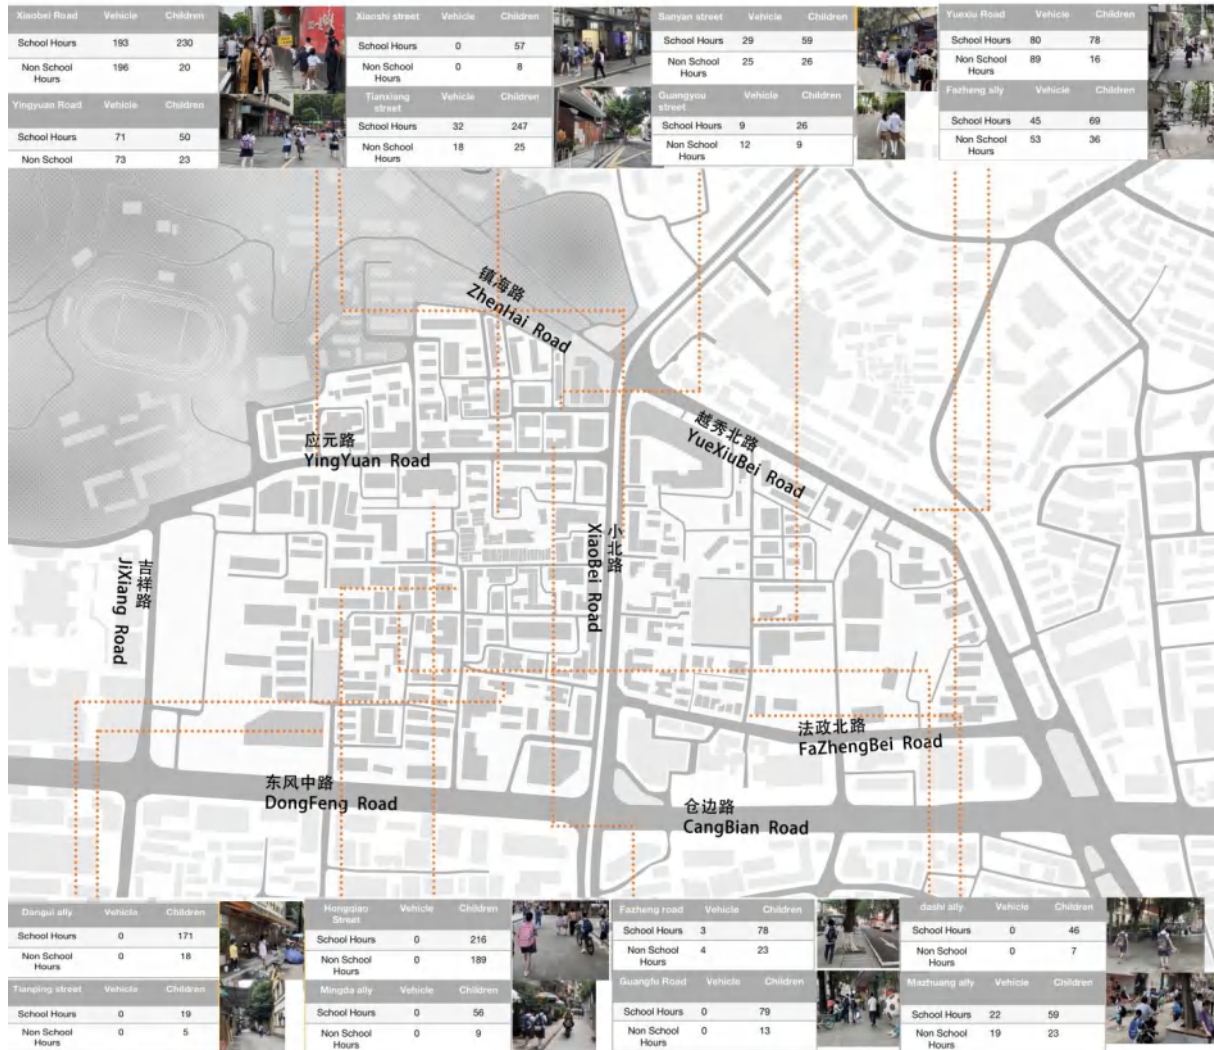 Xiaobei Road Vehicle Children
School Hours 193 230
Non School Hours 196 20
Yingyuan Road Vehicle Children
School Hours 71 50
Non School 73 23
Xiaoshi street Vehicle Children
School Hours 0 57
Non School Hours 0 8
Tianxiang street Vehicle Children
School Hours 32 247
Non School Hours 18 25
Sanyan street Vehicle Children
School Hours 29 59
Non School Hours 25 26
Guangyou street Vehicle Children
School Hours 9 26
Non School Hours 12 9
Yuexiu Road Vehicle Children
School Hours 80 78
Non School Hours 89 16
Fazheng ally Vehicle Children
School Hours 45 69
Non School Hours 53 36
镇海路
ZhenHai Road
应元路
YingYuan Road
越秀北路
YueXiuBei Road
小北路
XiaoBei Road
吉祥路
JiXiang Road
法政北路
FaZhengBei Road
东风中路
DongFeng Road
仓边路
CangBian Road
Dangui ally Vehicle Children
School Hours 0 171
Non School Hours 0 18
Tianping street Vehicle Children
School Hours 0 19
Non School Hours 0 5
Hongqian Street Vehicle Children
School Hours 0 216
Non School Hours 0 189
Mingda ally Vehicle Children
School Hours 0 56
Non School Hours 0 9
Fazheng road Vehicle Children
School Hours 3 78
Non School Hours 4 23
Guangfu Road Vehicle Children
School Hours 0 79
Non School Hours 0 13
dashi ally Vehicle Children
School Hours 0 46
Non School Hours 0 7
Mazhuang ally Vehicle Children
School Hours 22 59
Non School Hours 19 23